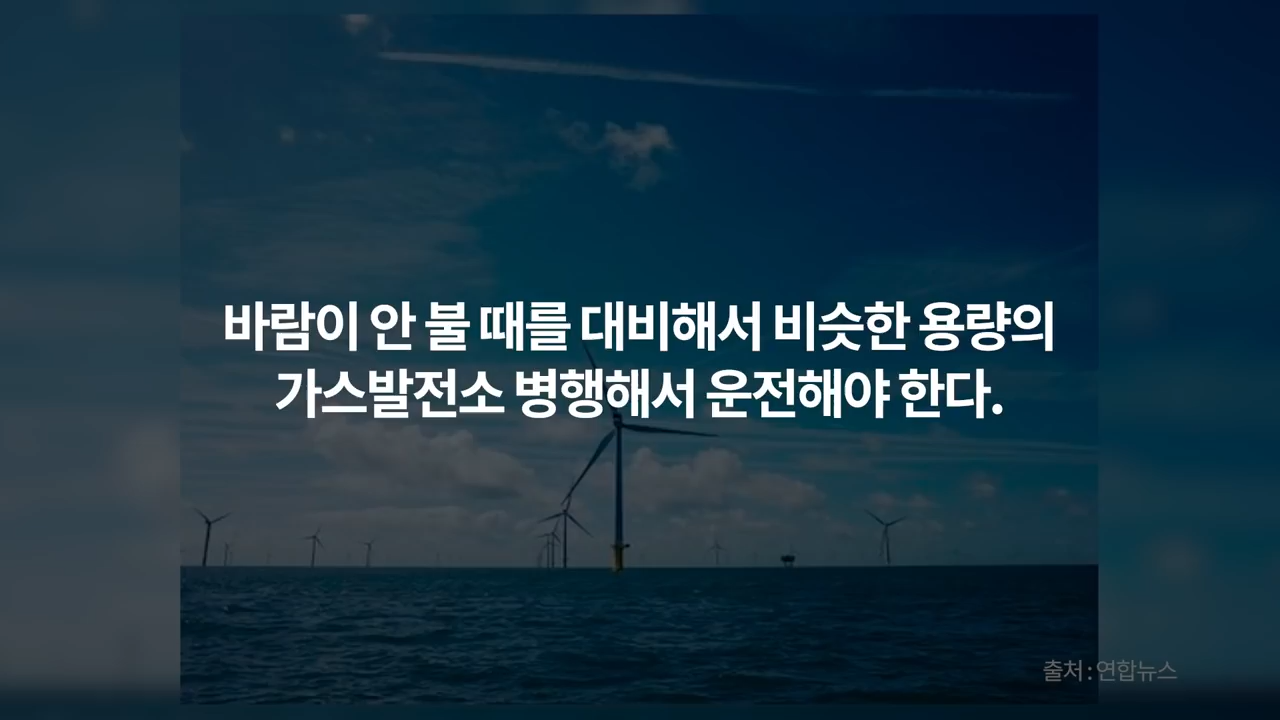 바람이 안 불 때를 대비해서 비슷한 용량의
가스발전소 병행해서 운전해야 한다.
출처 : 연합뉴스